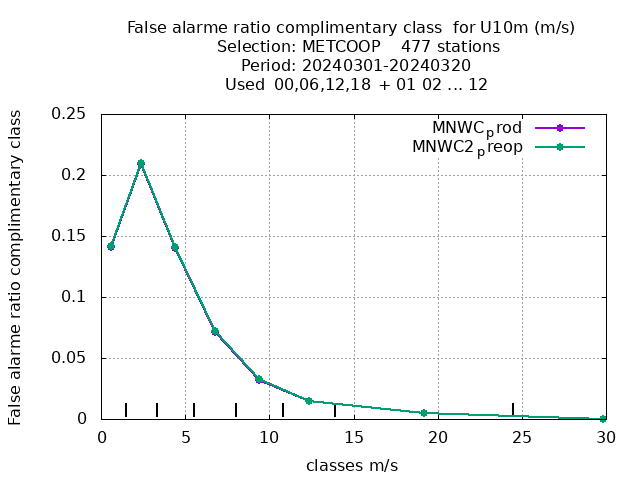 False alarme ratio complimentary class  for U10m (m/s)
Selection: METCOOP    477 stations
Period: 20240301-20240320
Used  00,06,12,18 + 01 02 ... 12
False alarme ratio complimentary class
0.25
0.2
0.15
0.1
0.05
0
MNWCprod
MNWC2preop
0 5 10 15 20 25 30
classes m/s